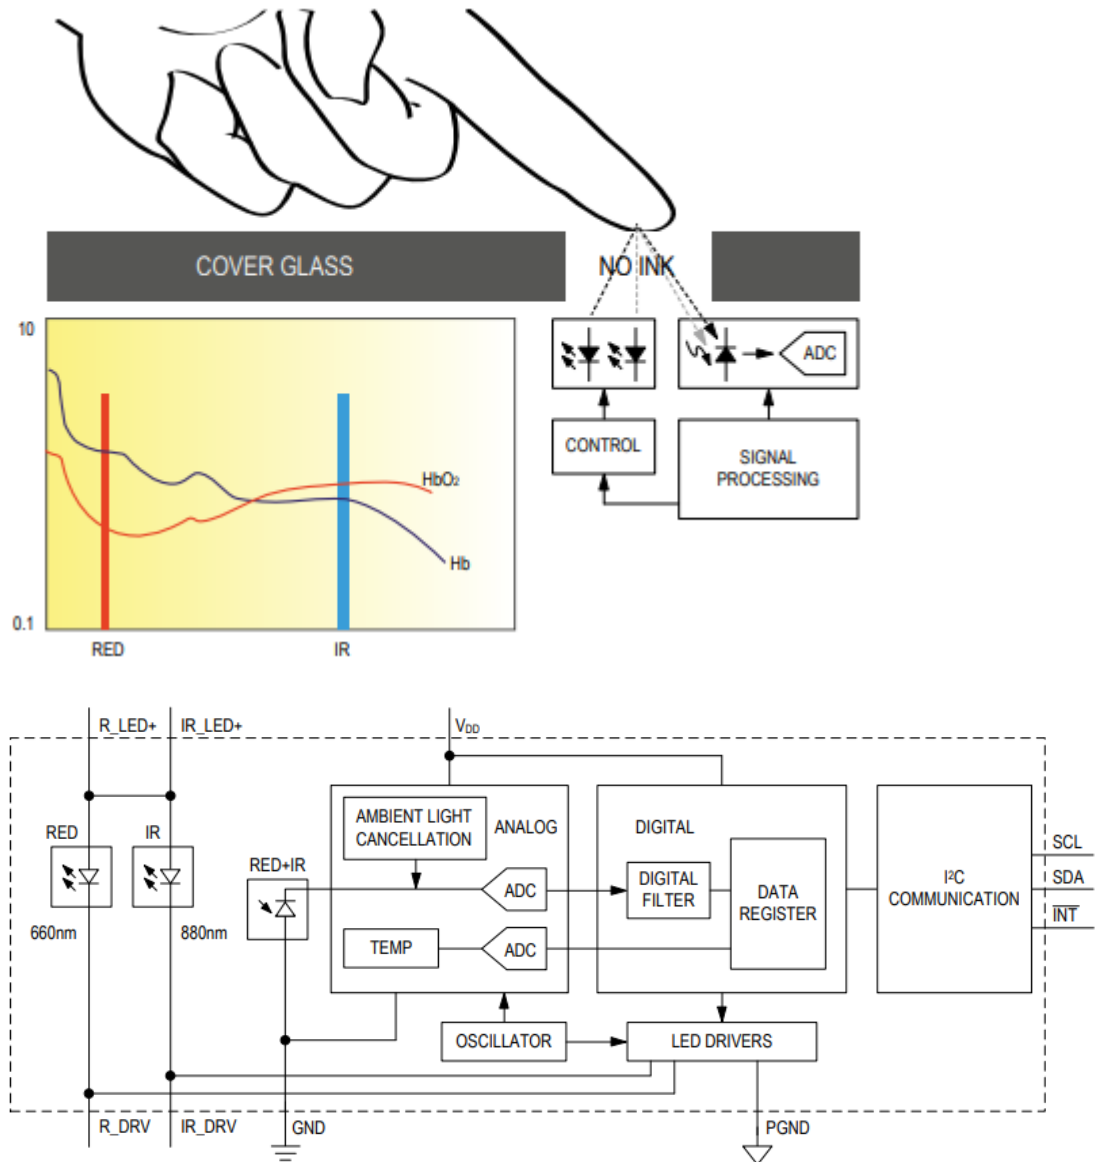 COVER GLASS
NO INK
10
0.1
RED
IR
HbO₂
Hb
ADC
CONTROL
SIGNAL
PROCESSING
R_LED+
IR_LED+
VDD
RED
IR
660nm
880nm
RED+IR
AMBIENT LIGHT
CANCELLATION
ANALOG
ADC
TEMP
ADC
DIGITAL
DIGITAL
FILTER
DATA
REGISTER
I²C
COMMUNICATION
SCL
SDA
INT
OSCILLATOR
LED DRIVERS
R_DRV
IR_DRV
GND
PGND